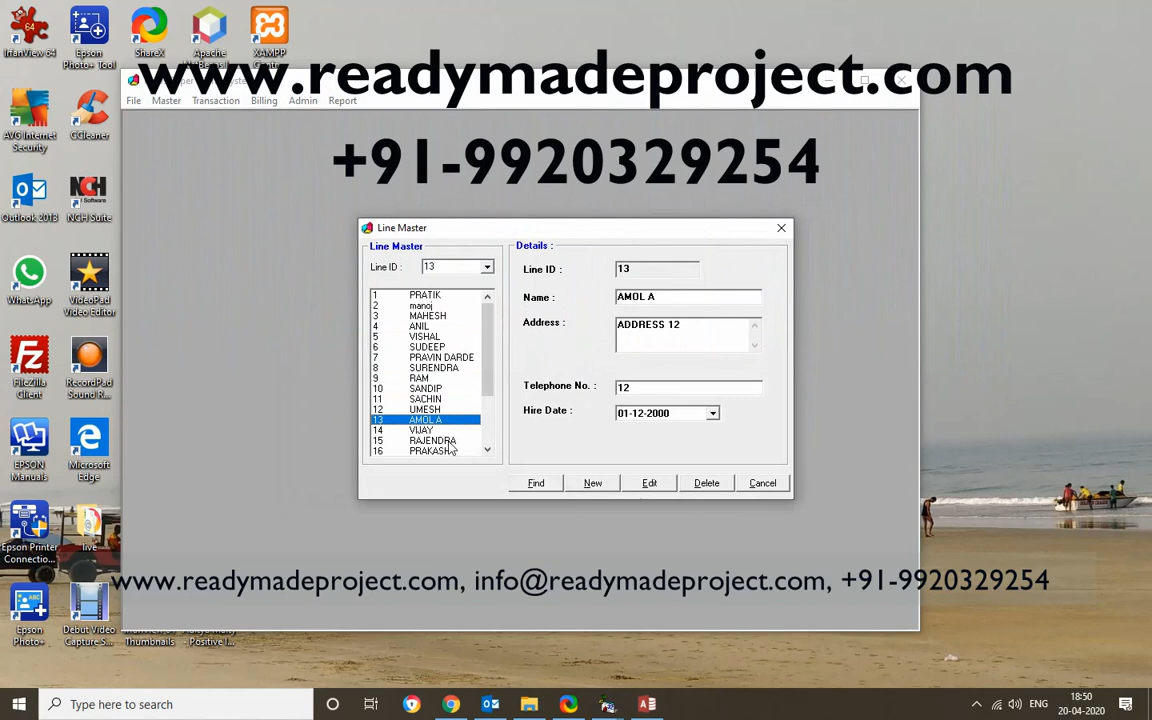 IrfanView 64
Epson Photo+ Tool
ShareX
Apache
XAMPP
www.readymadeproject.com
File Master Transaction Billing Admin Report
+91-9920329254
AVG Internet Security
CCleaner
Outlook 2013
NCH Suite
WhatsApp
VideoPad Video Editor
FileZilla Client
RecordPad Sound R...
EPSON Manuals
Microsoft Edge
Epson Printer Connectio...
live
Epson Photo+
Debut Video Capture S...
Thumbnails
Positive l...
Line Master
Line Master
Line ID : 13
1 PRATIK
2 manoj
3 MAHESH
4 ANIL
5 VISHAL
6 SUDEEP
7 PRAVIN DARDE
8 SURENDRA
9 RAM
10 SANDIP
11 SACHIN
12 UMESH
13 AMOL A
14 VIJAY
15 RAJENDRA
16 PRAKASH
Details :
Line ID : 13
Name : AMOL A
Address : ADDRESS 12
Telephone No. : 12
Hire Date : 01-12-2000
Find New Edit Delete Cancel
www.readymadeproject.com, info@readymadeproject.com, +91-9920329254
Type here to search
ENG
18:50
20-04-2020